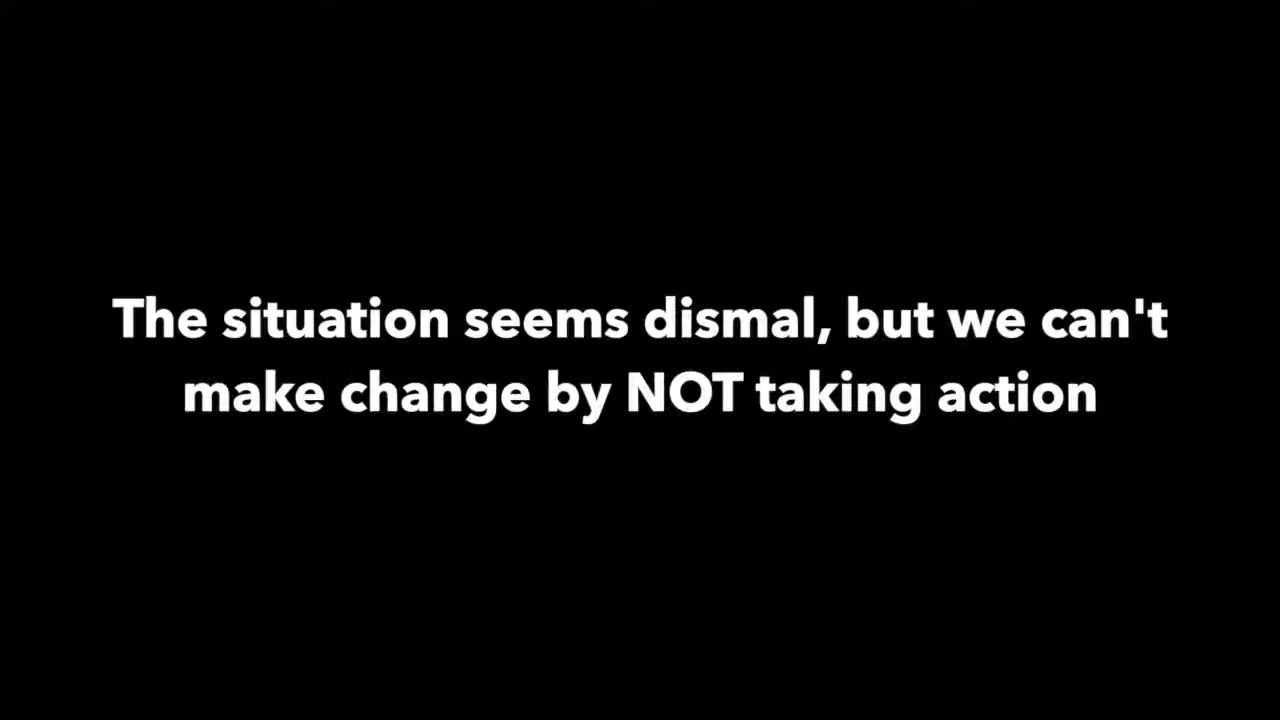 The situation seems dismal, but we can't
make change by NOT taking action